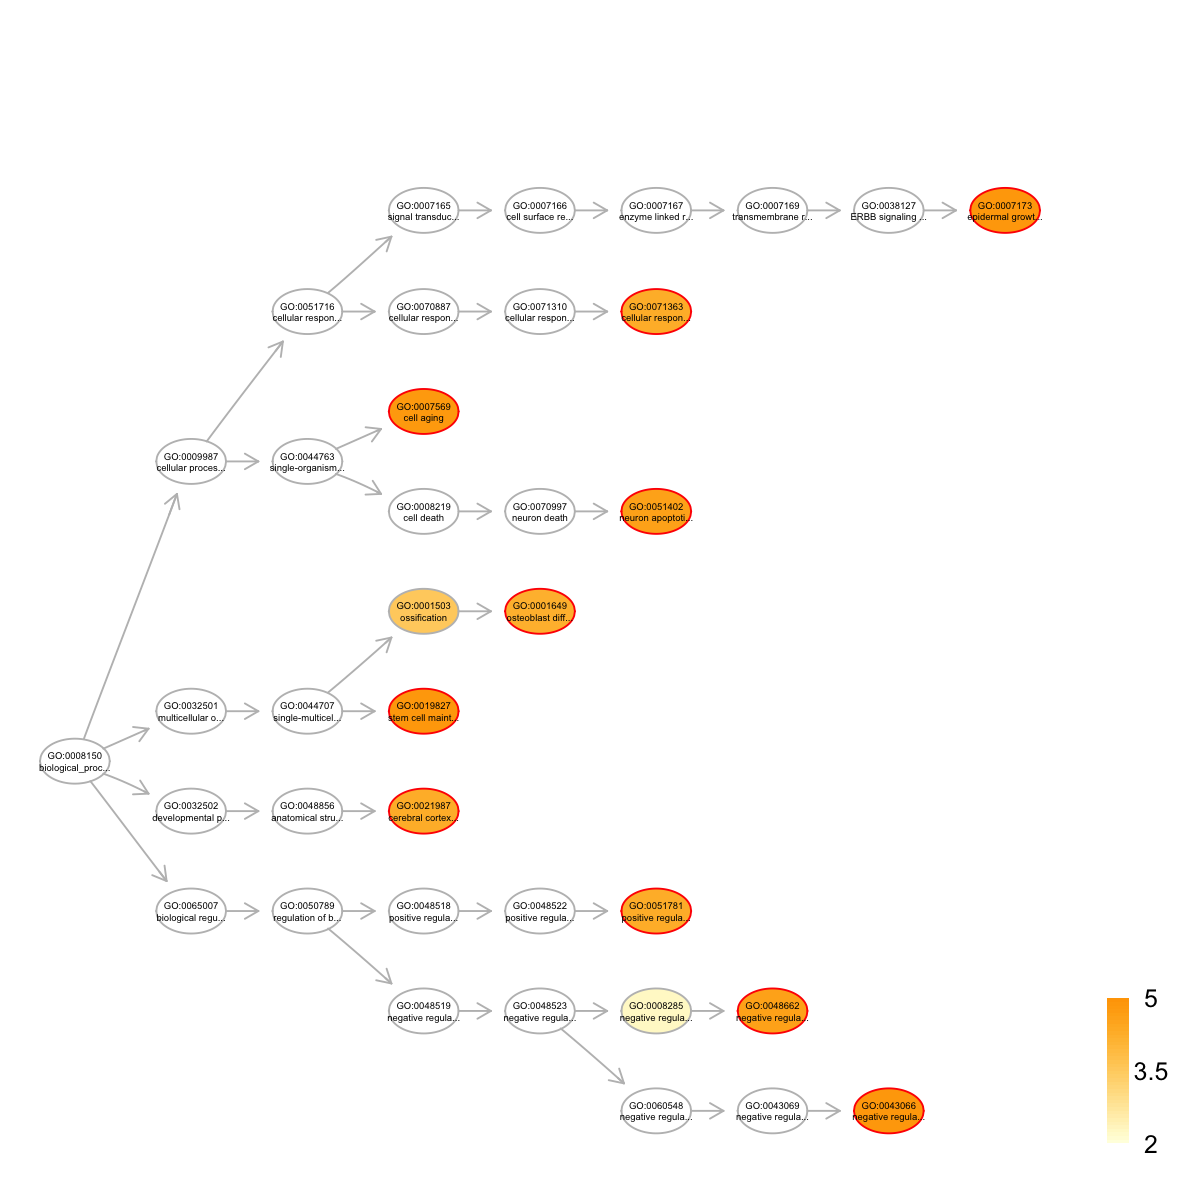 GO:0007165
signal transduc...
GO:0007166
cell surface re...
GO:0007167
enzyme linked r...
GO:0007169
transmembrane r...
GO:0038127
ERBB signaling ...
GO:0007173
epidermal growt...
GO:0051716
cellular respon...
GO:0070887
cellular respon...
GO:0071310
cellular respon...
GO:0071363
cellular respon...
GO:0007569
cell aging
GO:0009987
cellular proces...
GO:0044763
single-organism...
GO:0008219
cell death
GO:0070997
neuron death
GO:0051402
neuron apoptoti...
GO:0001503
ossification
GO:0001649
osteoblast diff...
GO:0032501
multicellular o...
GO:0044707
single-multicel...
GO:0019827
stem cell maint...
GO:0008150
biological_proc...
GO:0032502
developmental p...
GO:0048856
anatomical stru...
GO:0021987
cerebral cortex...
GO:0065007
biological regu...
GO:0050789
regulation of b...
GO:0048518
positive regula...
GO:0048522
positive regula...
GO:0051781
positive regula...
GO:0048519
negative regula...
GO:0048523
negative regula...
GO:0008285
negative regula...
GO:0048662
negative regula...
GO:0060548
negative regula...
GO:0043069
negative regula...
GO:0043066
negative regula...
5
3.5
2